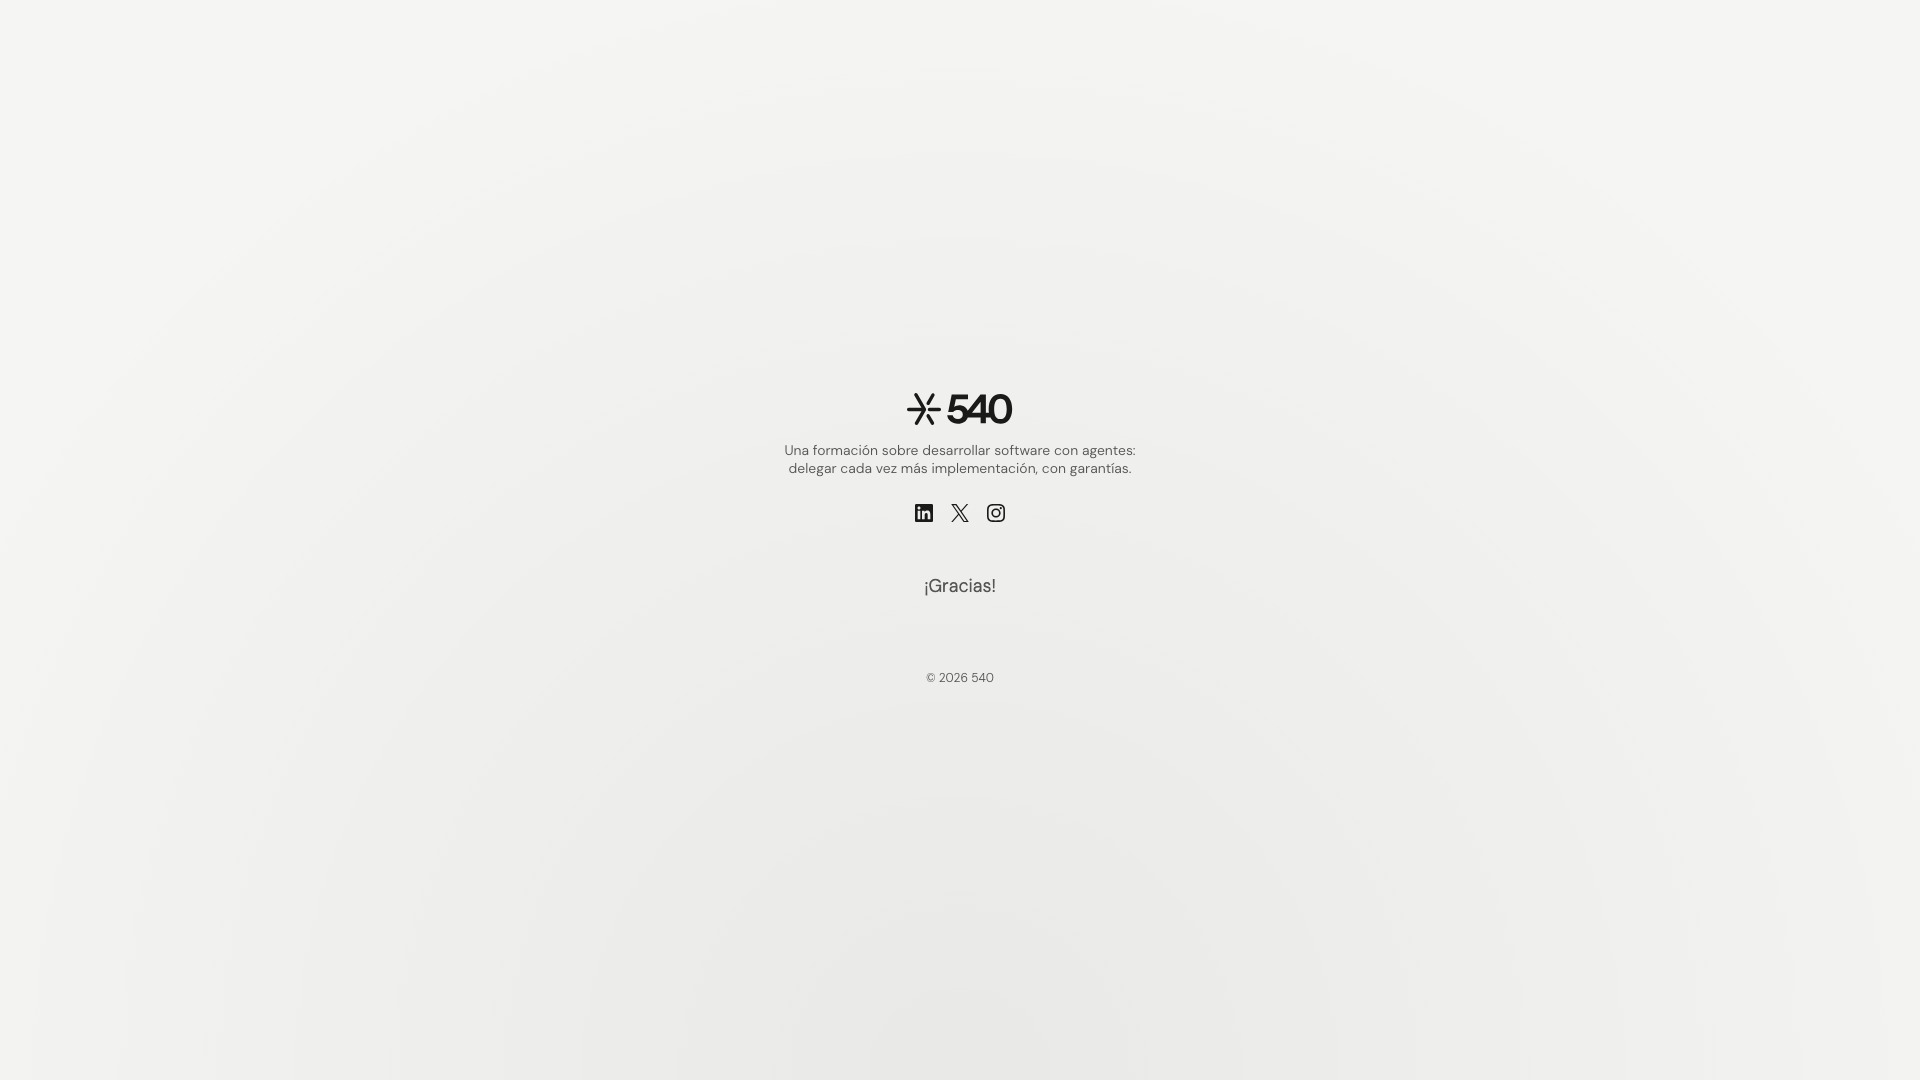 540
Una formación sobre desarrollar software con agentes:
delegar cada vez más implementación, con garantías.
¡Gracias!
© 2026 540